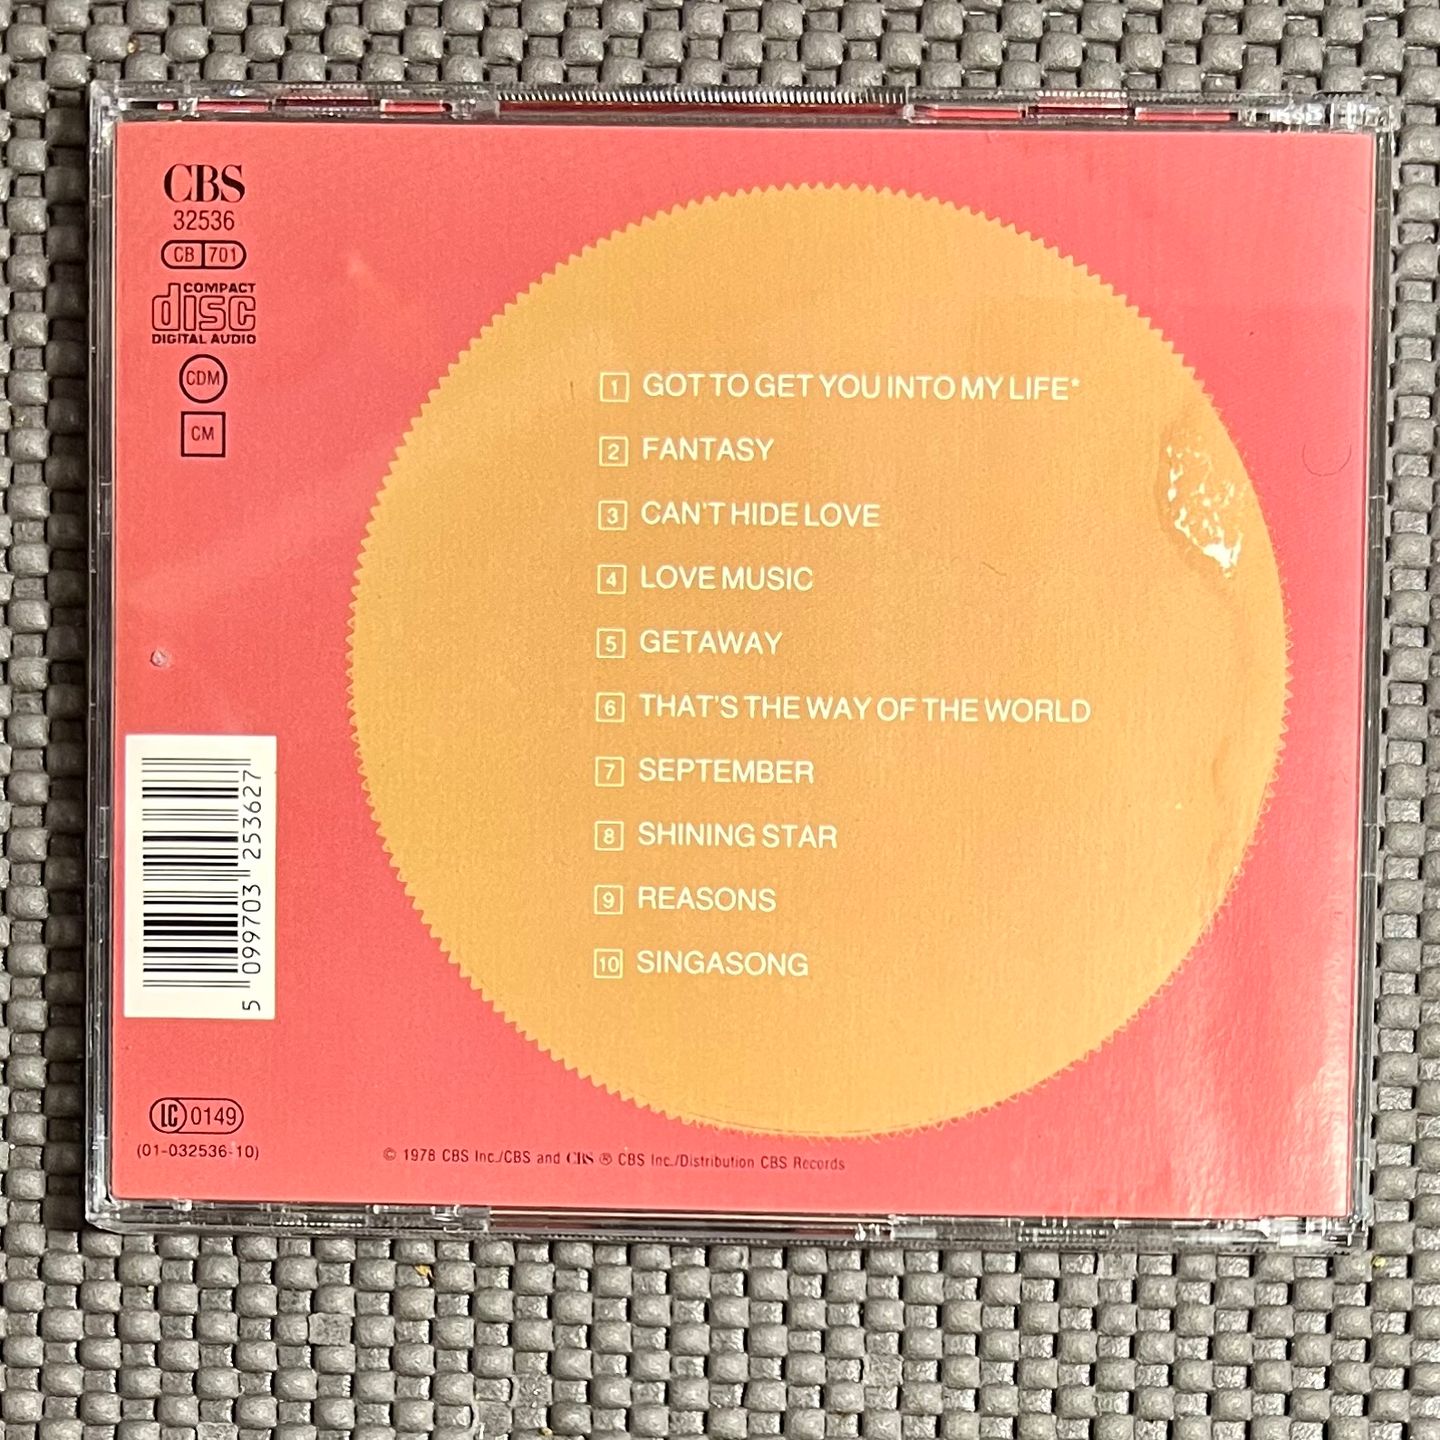 CBS
32536
CB 701
COMPACT
disc
DIGITAL AUDIO
CDM
CM
1 GOT TO GET YOU INTO MY LIFE*
2 FANTASY
3 CAN'T HIDE LOVE
4 LOVE MUSIC
5 GETAWAY
6 THAT'S THE WAY OF THE WORLD
7 SEPTEMBER
8 SHINING STAR
9 REASONS
10 SINGASONG
5 099703 253627
LC 0149
(01-032536-10)
© 1978 CBS Inc./CBS and CBS ® CBS Inc./Distribution CBS Records